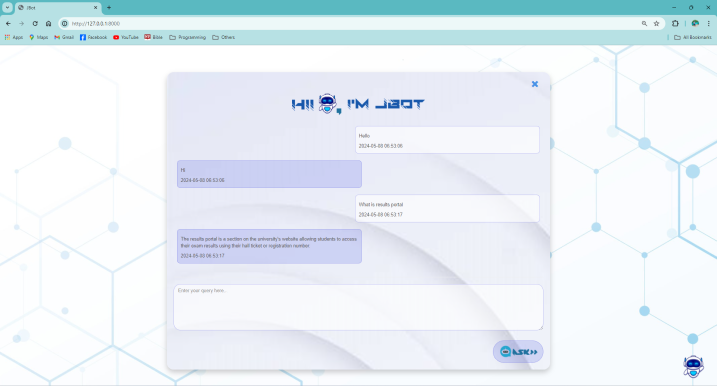 JBot
http://127.0.0.1:8000
Apps
Maps
Gmail
Facebook
YouTube
Bible
Programming
Others
All Bookmarks
HI! , I'M JBOT
Hello
2024-05-08 06:53:06
Hi
2024-05-08 06:53:06
What is results portal
2024-05-08 06:53:17
The results portal is a section on the university's website allowing students to access
their exam results using their hall ticket or registration number.
2024-05-08 06:53:17
Enter your query here..
ASK>>